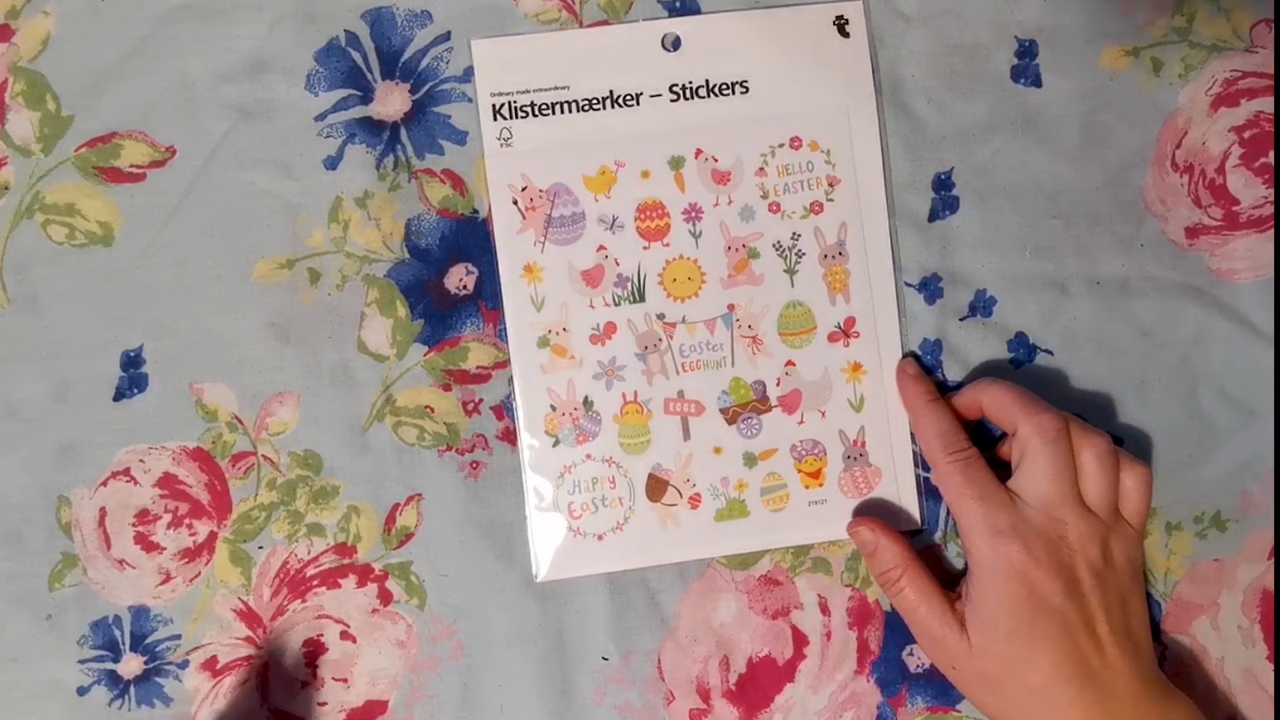 Ordinary made extraordinary
Klistermærker – Stickers
FSC
HELLO
EASTER
Easter
EGGHUNT
EGGS
Happy
Easter
219121